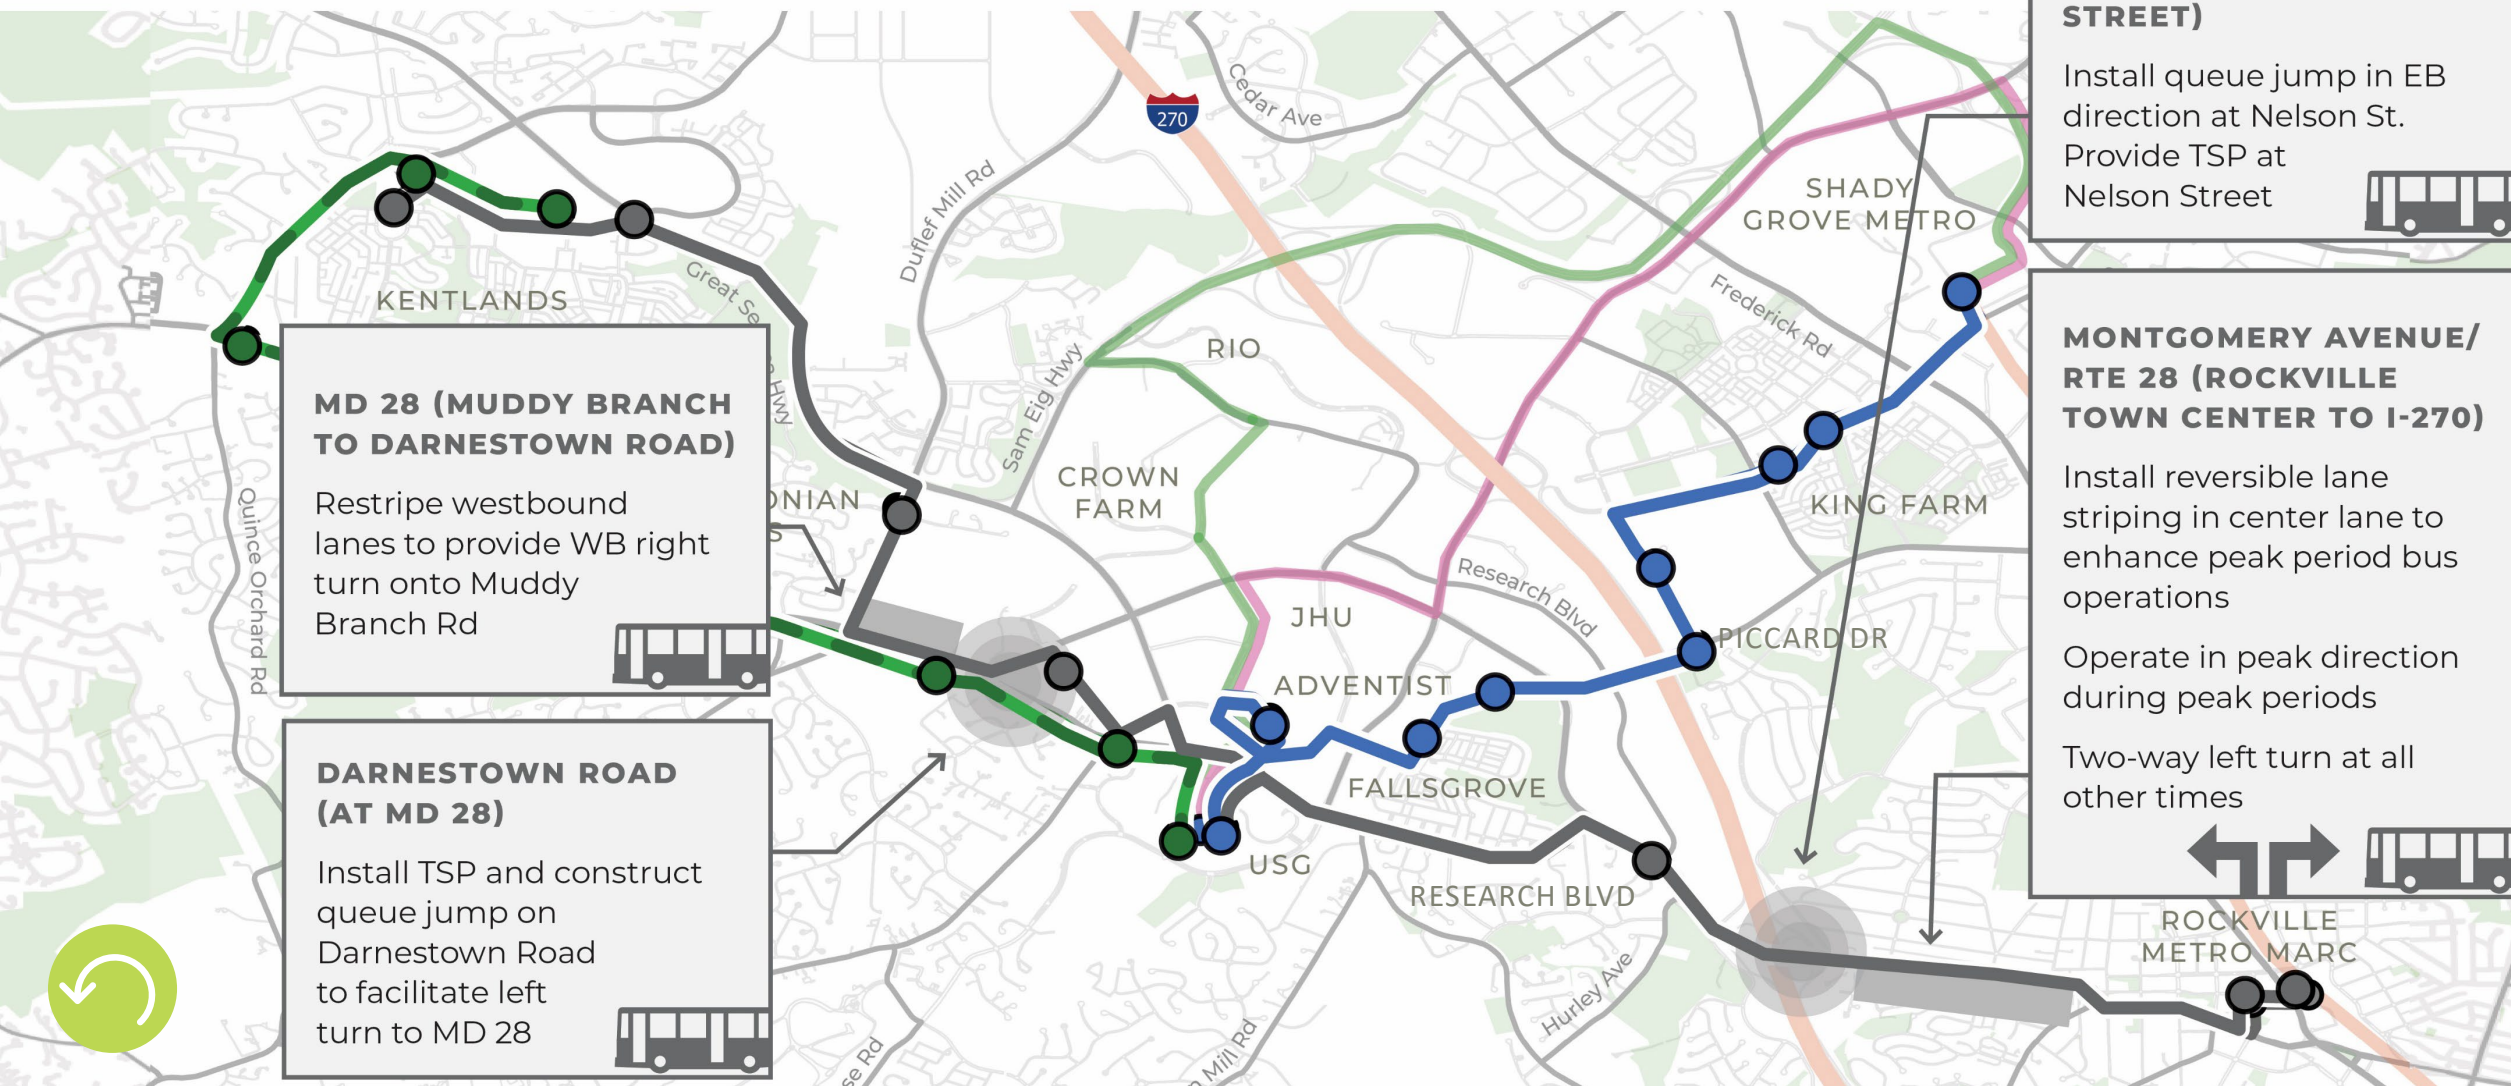 STREET)
Install queue jump in EB
direction at Nelson St.
Provide TSP at
Nelson Street
MONTGOMERY AVENUE/
RTE 28 (ROCKVILLE
TOWN CENTER TO I-270)
Install reversible lane
striping in center lane to
enhance peak period bus
operations
Operate in peak direction
during peak periods
Two-way left turn at all
other times
MD 28 (MUDDY BRANCH
TO DARNESTOWN ROAD)
Restripe westbound
lanes to provide WB right
turn onto Muddy
Branch Rd
DARNESTOWN ROAD
(AT MD 28)
Install TSP and construct
queue jump on
Darnestown Road
to facilitate left
turn to MD 28
270
Cedar Ave
Duflef Mill Rd
SHADY
GROVE METRO
KENTLANDS
Great Se
Hwy
Frederick Rd
RIO
Sam Eig Hwy
CROWN
FARM
ONIAN
S
KING FARM
Quince Orchard Rd
Research Blvd
JHU
PICCARD DR
ADVENTIST
FALLSGROVE
USG
RESEARCH BLVD
ROCKVILLE
METRO MARC
Hurley Ave
se Rd
Mill Rd